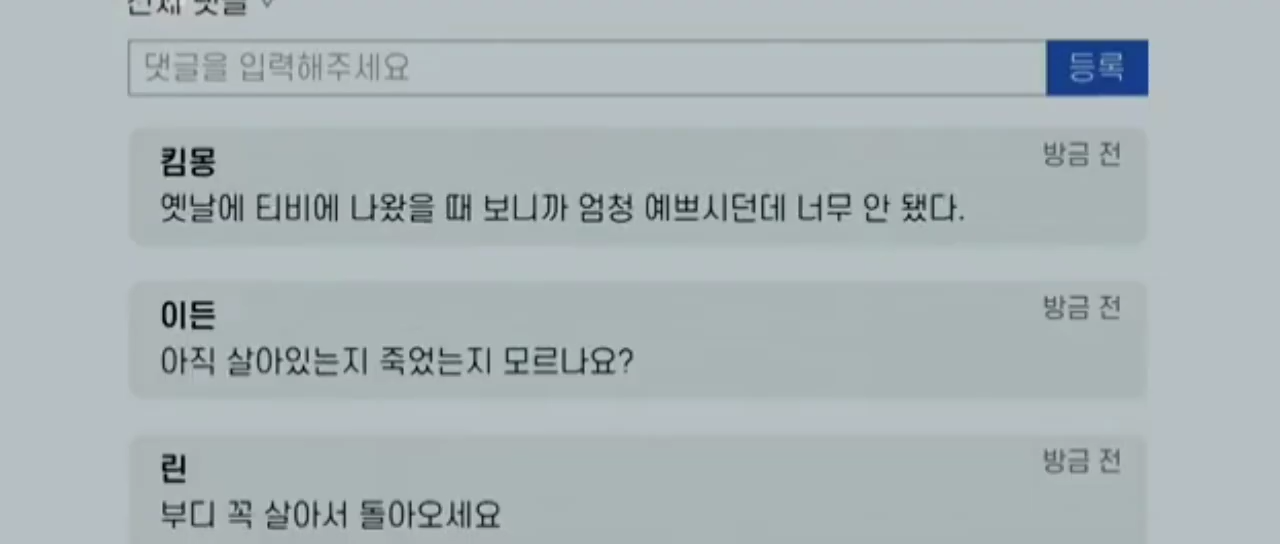 전체 댓글
댓글을 입력해주세요
등록
킴몽
방금 전
옛날에 티비에 나왔을 때 보니까 엄청 예쁘시던데 너무 안 됐다.
이든
방금 전
아직 살아있는지 죽었는지 모르나요?
린
방금 전
부디 꼭 살아서 돌아오세요